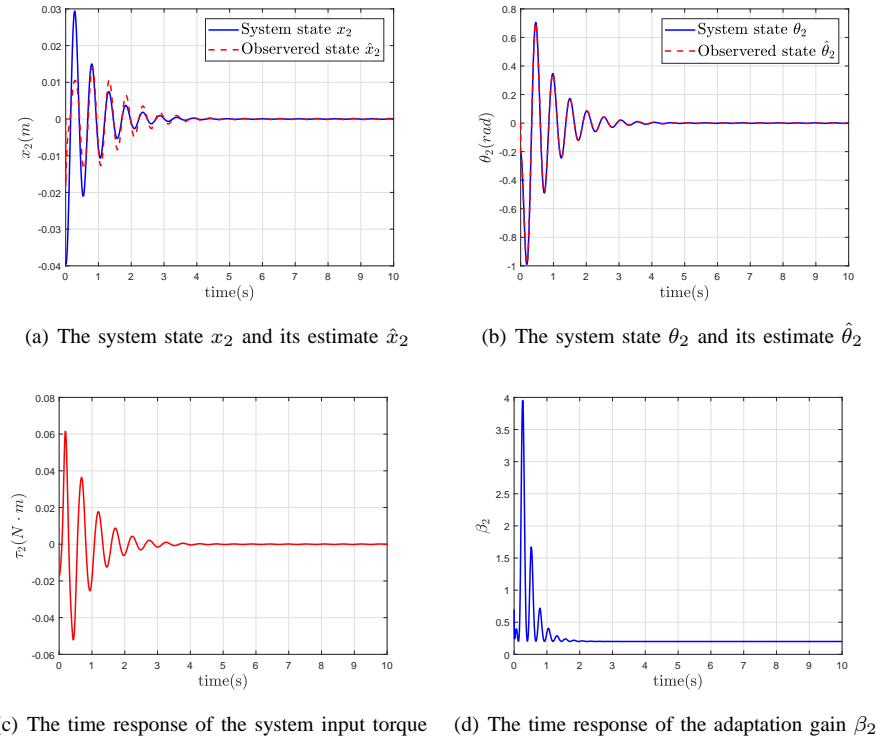 0.03
0.02
0.01
0
-0.01
-0.02
-0.03
-0.04
x₂(m)
System state x₂
Observered state x̂₂
0 1 2 3 4 5 6 7 8 9 10
time(s)
(a) The system state x₂ and its estimate x̂₂
0.8
0.6
0.4
0.2
0
-0.2
-0.4
-0.6
-0.8
-1
θ₂(rad)
System state θ₂
Observered state θ̂₂
0 1 2 3 4 5 6 7 8 9 10
time(s)
(b) The system state θ₂ and its estimate θ̂₂
0.08
0.06
0.04
0.02
0
-0.02
-0.04
-0.06
τ₂(N · m)
0 1 2 3 4 5 6 7 8 9 10
time(s)
c) The time response of the system input torque
4
3.5
3
2.5
2
1.5
1
0.5
0
β₂
0 1 2 3 4 5 6 7 8 9 10
time(s)
(d) The time response of the adaptation gain β₂